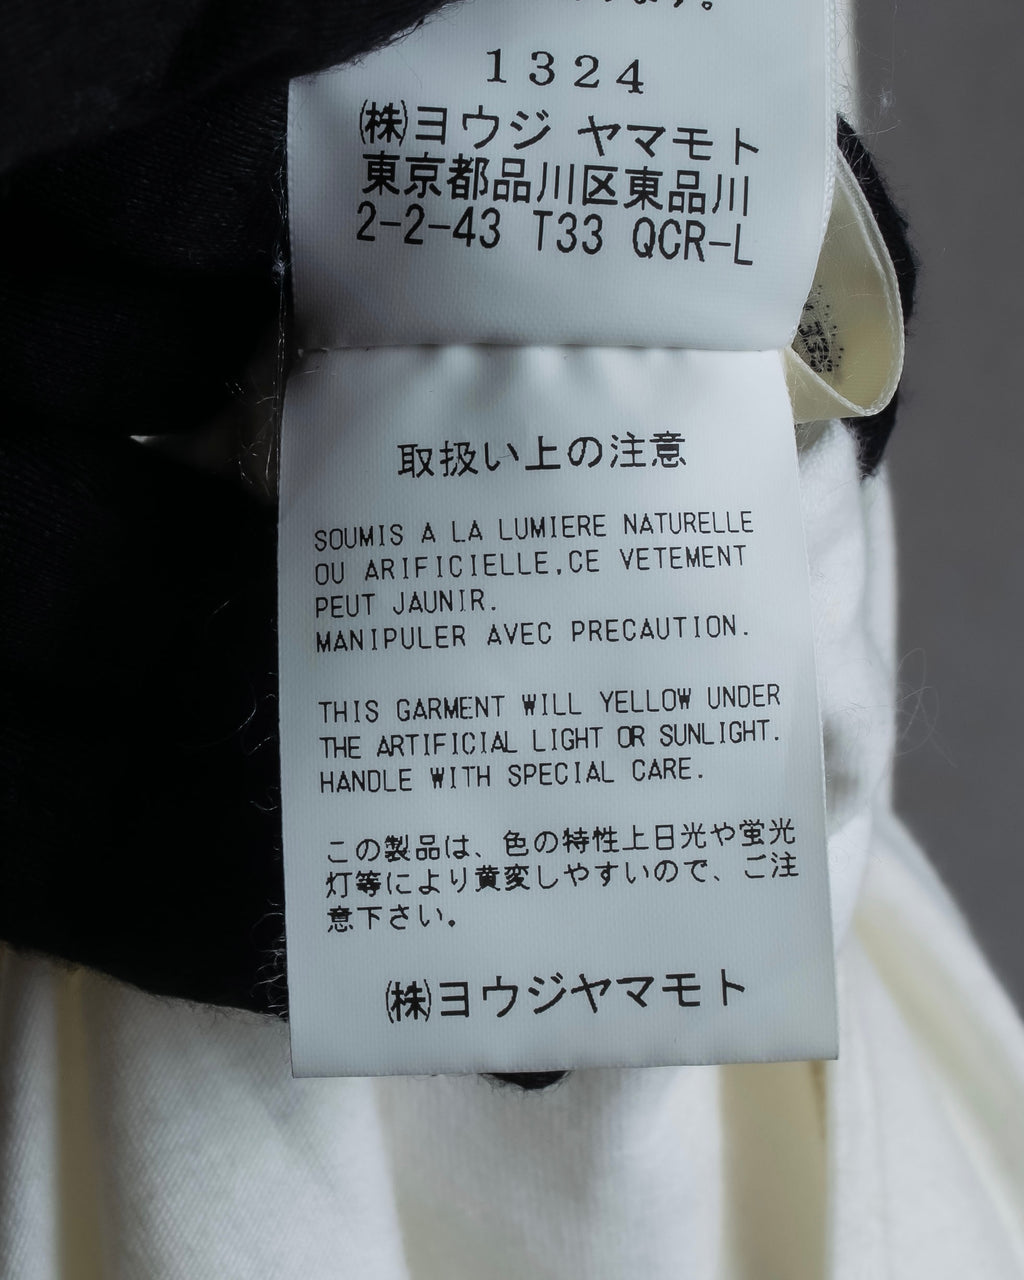 ます。
1324
㈱ヨウジ ヤマモト
東京都品川区東品川
2-2-43 T33 QCR-L
取扱い上の注意
SOUMIS A LA LUMIERE NATURELLE
OU ARIFICIELLE,CE VETEMENT
PEUT JAUNIR.
MANIPULER AVEC PRECAUTION.
THIS GARMENT WILL YELLOW UNDER
THE ARTIFICIAL LIGHT OR SUNLIGHT.
HANDLE WITH SPECIAL CARE.
この製品は、色の特性上日光や蛍光
灯等により黄変しやすいので、ご注
意下さい。
㈱ヨウジヤマモト